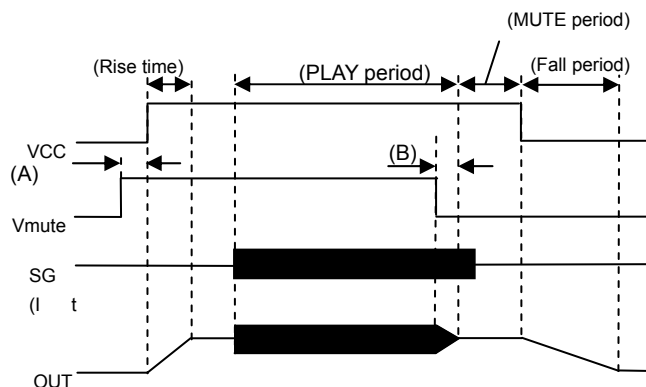 (MUTE period)
(Rise time)
(PLAY period)
(Fall period)
VCC
(A)
(B)
Vmute
SG
(I t
OUT